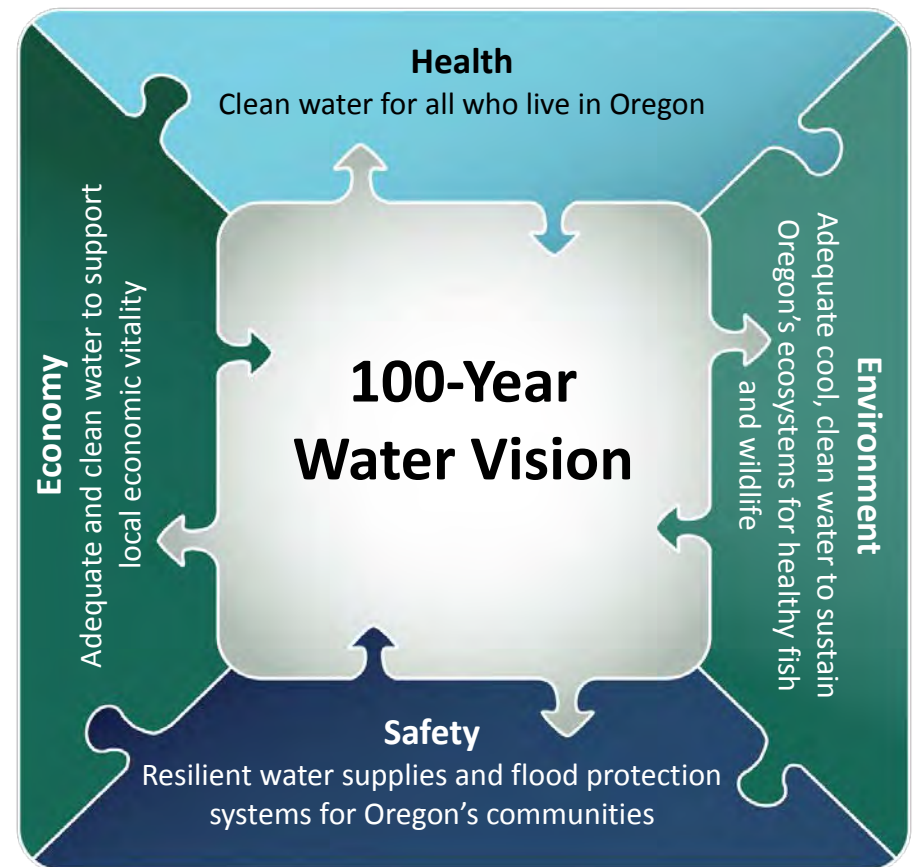 Health
Clean water for all who live in Oregon
Economy
Adequate and clean water to support
local economic vitality
100-Year
Water Vision
Environment
Adequate cool, clean water to sustain
Oregon’s ecosystems for healthy fish
and wildlife
Safety
Resilient water supplies and flood protection
systems for Oregon’s communities